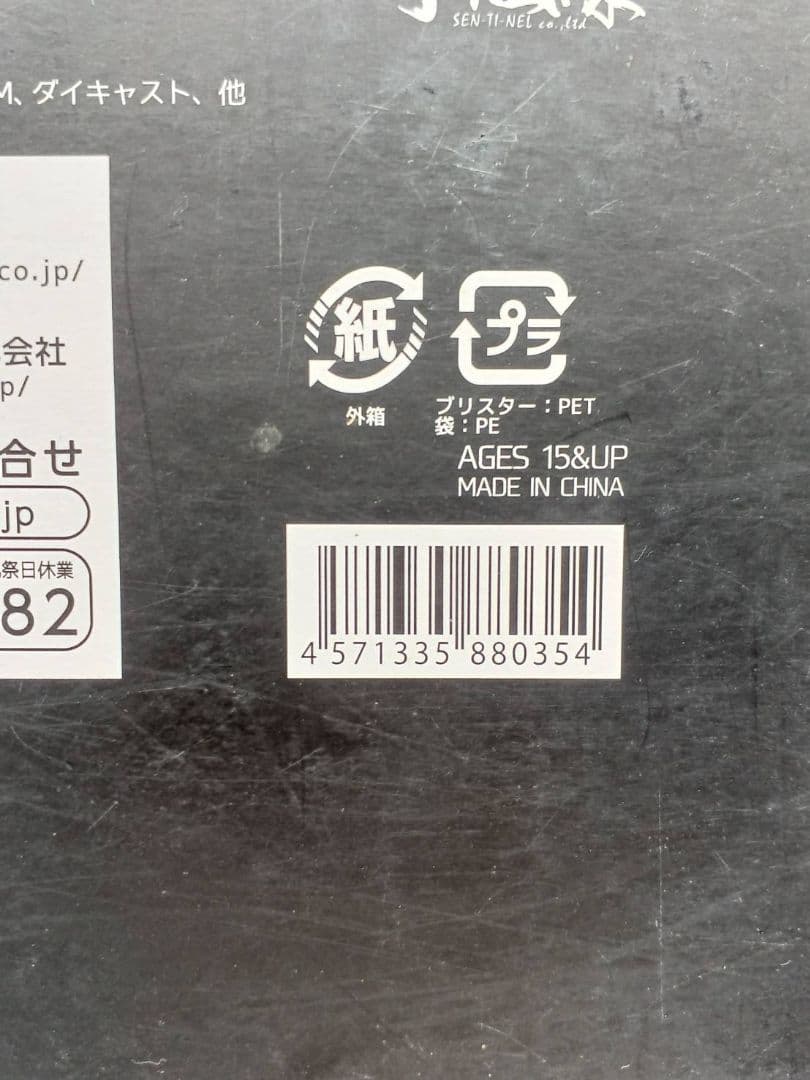 SEN-TI-NEL co.,ltd
M、ダイキャスト、他
co.jp/
会社
p/
合せ
jp
祭日休業
82
紙
プラ
外箱
ブリスター：PET
袋：PE
AGES 15&UP
MADE IN CHINA
4 571335 880354